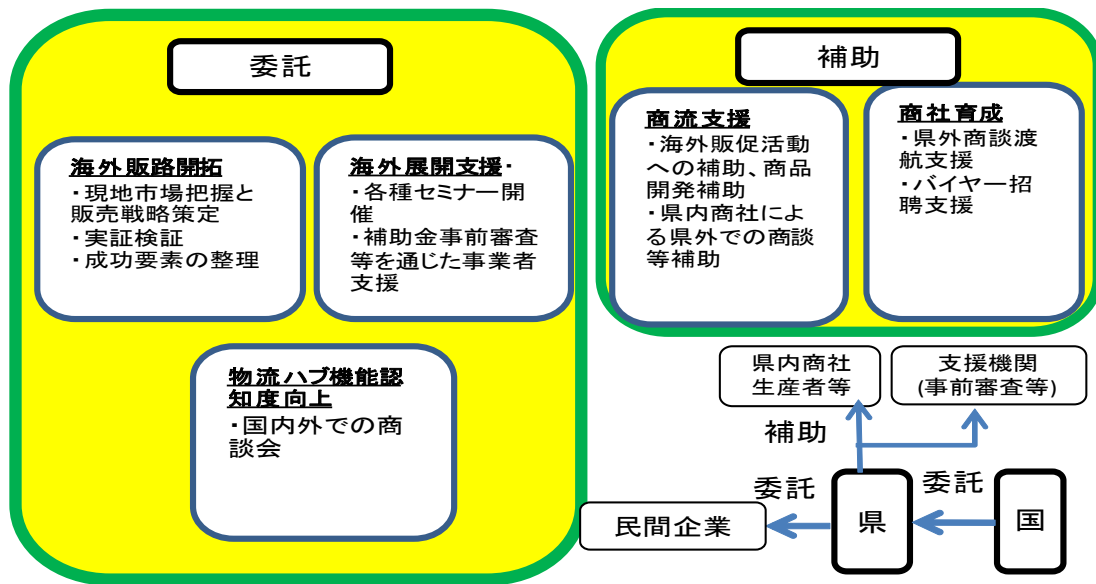 委託
海外販路開拓
・現地市場把握と
販売戦略策定
・実証検証
・成功要素の整理
海外展開支援・
・各種セミナー開
催
・補助金事前審査
等を通じた事業者
支援
物流ハブ機能認
知度向上
・国内外での商
談会
補助
商流支援
・海外販促活動
への補助、商品
開発補助
・県内商社によ
る県外での商談
等補助
商社育成
・県外商談渡
航支援
・バイヤー招
聘支援
県内商社
生産者等
支援機関
(事前審査等)
補助
委託
委託
民間企業
県
国